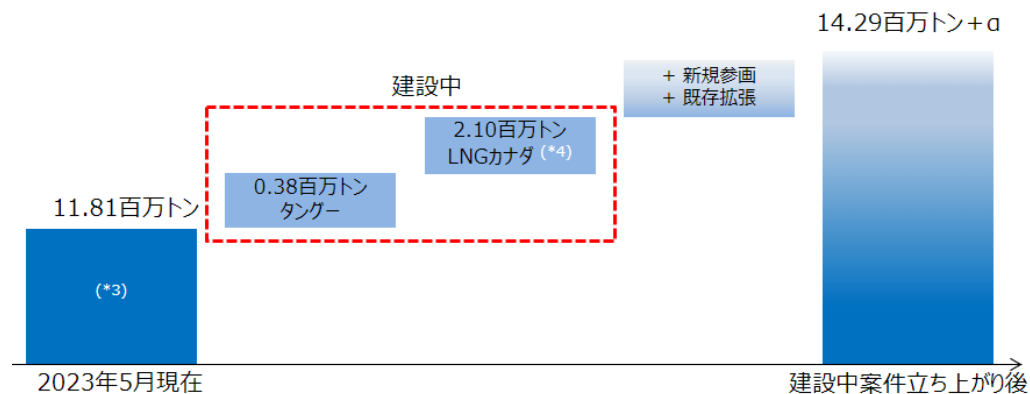 14.29百万トン+α
建設中
+ 新規参画
+ 既存拡張
2.10百万トン
LNGカナダ (*4)
0.38百万トン
タングー
11.81百万トン
(*3)
2023年5月現在
建設中案件立ち上がり後